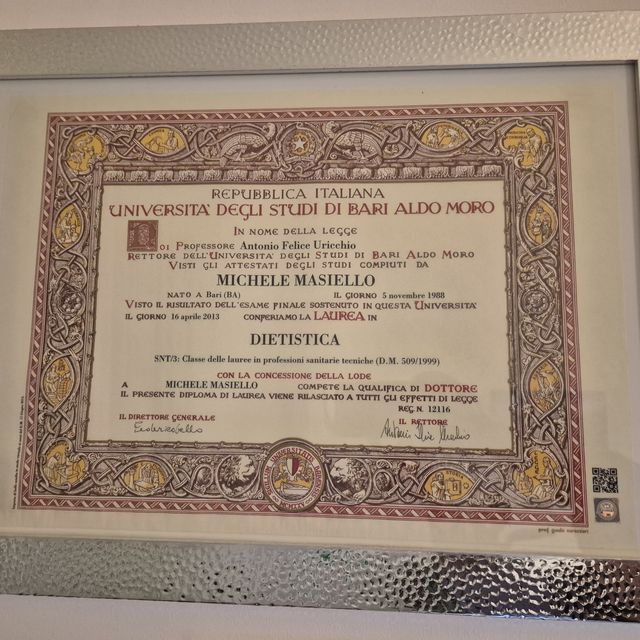 REPUBBLICA ITALIANA
UNIVERSITA' DEGLI STUDI DI BARI ALDO MORO
IN NOME DELLA LEGGE
NOI PROFESSORE Antonio Felice Uricchio
RETTORE DELL'UNIVERSITÀ DEGLI STUDI DI BARI ALDO MORO
VISTI GLI ATTESTATI DEGLI STUDI COMPIUTI DA
MICHELE MASIELLO
NATO A Bari (BA) IL GIORNO 5 novembre 1988
VISTO IL RISULTATO DELL'ESAME FINALE SOSTENUTO IN QUESTA UNIVERSITÀ
IL GIORNO 16 aprile 2013 CONFERIAMO LA LAUREA IN
DIETISTICA
SNT/3: Classe delle lauree in professioni sanitarie tecniche (D.M. 509/1999)
CON LA CONCESSIONE DELLA LODE
A MICHELE MASIELLO COMPETE LA QUALIFICA DI DOTTORE
IL PRESENTE DIPLOMA DI LAUREA VIENE RILASCIATO A TUTTI GLI EFFETTI DI LEGGE
REG. N. 12116
IL DIRETTORE GENERALE IL RETTORE